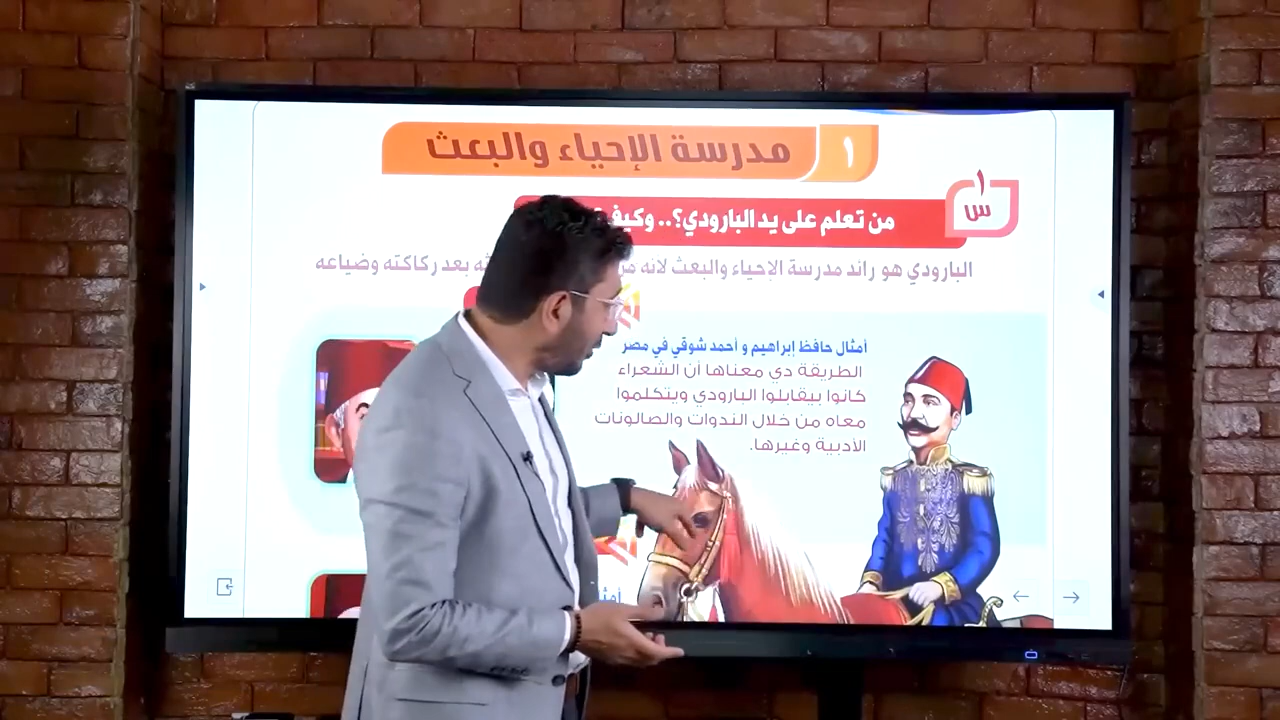 ١ مدرسة الإحياء والبعث
س١
من تعلم على يد البارودي؟.. وكيف
البارودي هو رائد مدرسة الإحياء والبعث لانه بعد ركاكته وضياعه
أمثال حافظ إبراهيم و أحمد شوقي في مصر
الطريقة دي معناها أن الشعراء
كانوا بيقابلوا البارودي ويتكلموا
معاه من خلال الندوات والصالونات
الأدبية وغيرها.